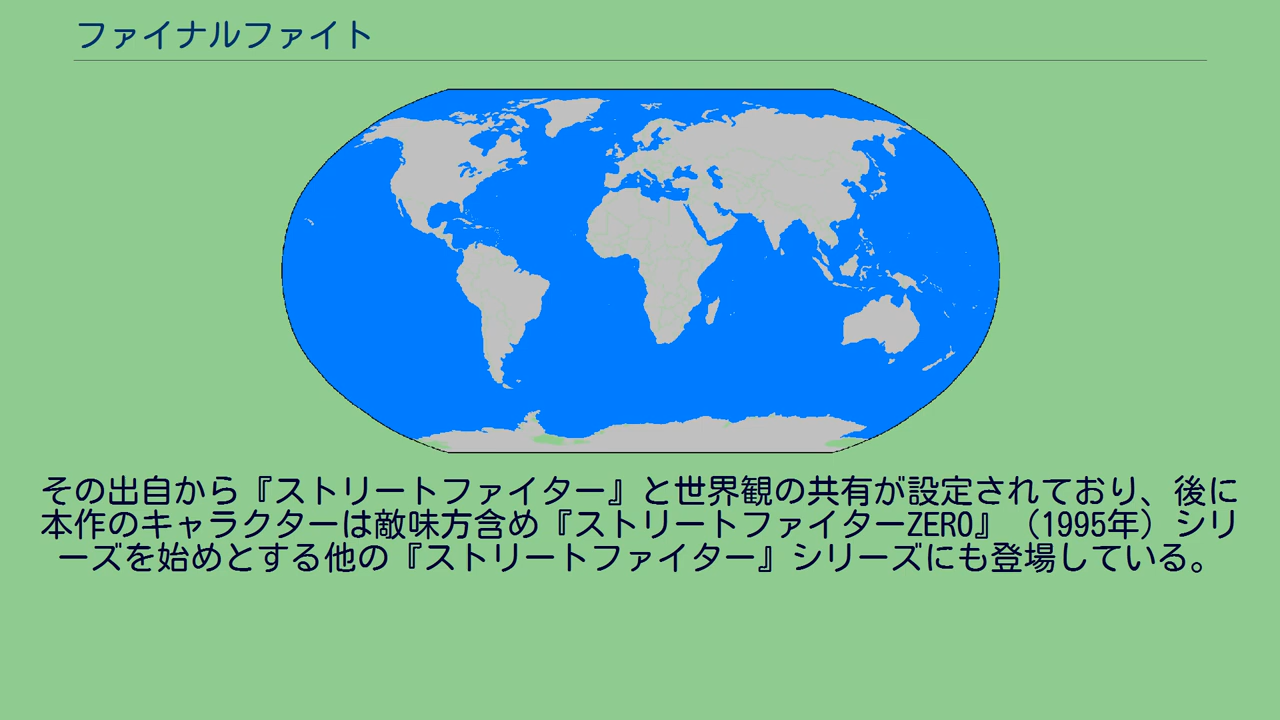 ファイナルファイト
その出自から『ストリートファイター』と世界観の共有が設定されており、後に
本作のキャラクターは敵味方含め『ストリートファイターZERO』（1995年）シリ
ーズを始めとする他の『ストリートファイター』シリーズにも登場している。